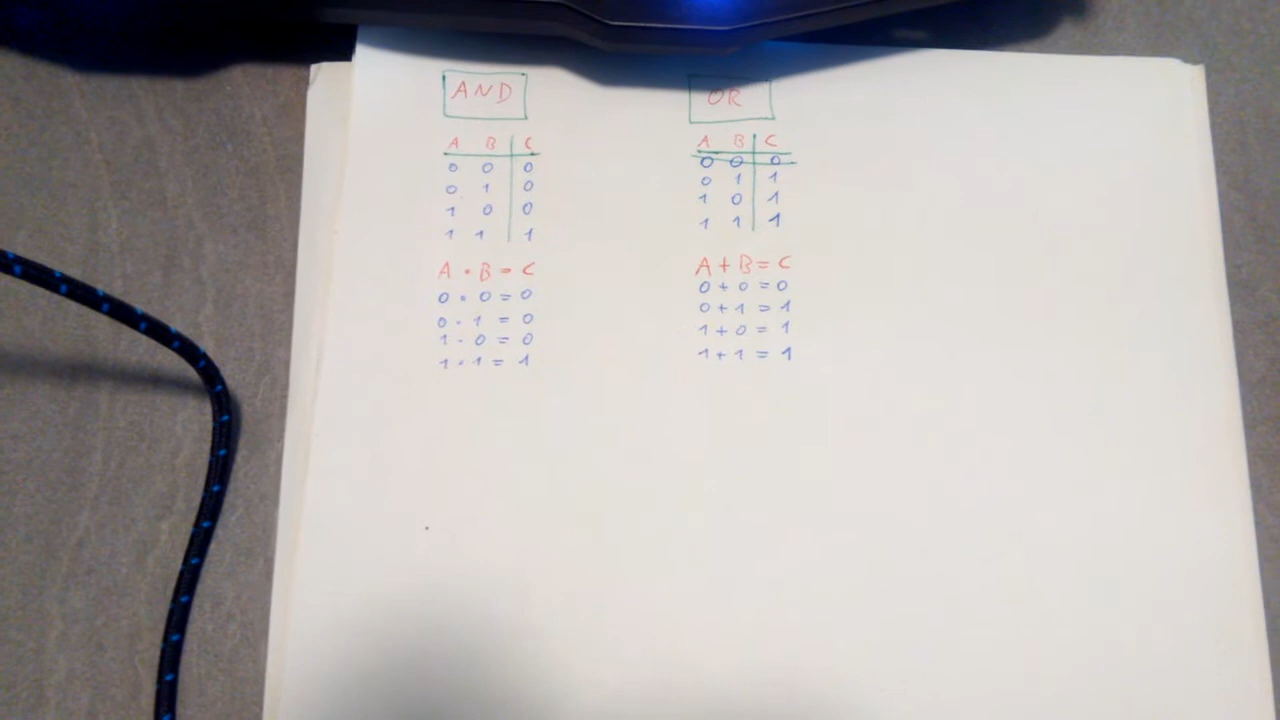 AND
A B C
0 0 0
0 1 0
1 0 0
1 1 1
A · B = C
0 · 0 = 0
0 · 1 = 0
1 · 0 = 0
1 · 1 = 1
OR
A B C
0 0 0
0 1 1
1 0 1
1 1 1
A + B = C
0 + 0 = 0
0 + 1 = 1
1 + 0 = 1
1 + 1 = 1